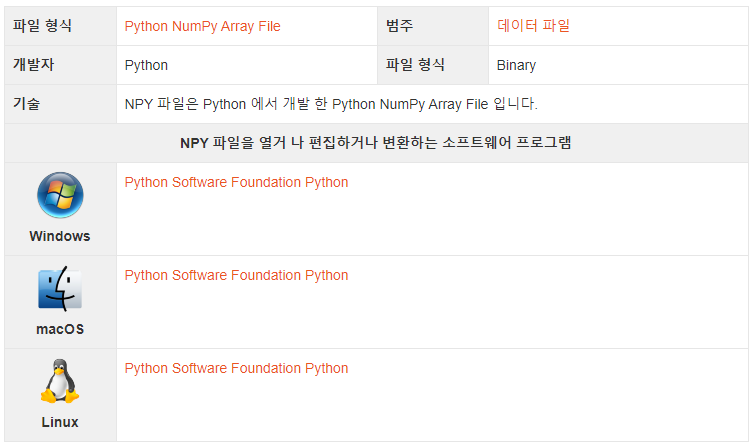 파일 형식 Python NumPy Array File 범주 데이터 파일
개발자 Python 파일 형식 Binary
기술 NPY 파일은 Python 에서 개발 한 Python NumPy Array File 입니다.
NPY 파일을 열거 나 편집하거나 변환하는 소프트웨어 프로그램
Python Software Foundation Python
Windows
Python Software Foundation Python
macOS
Python Software Foundation Python
Linux